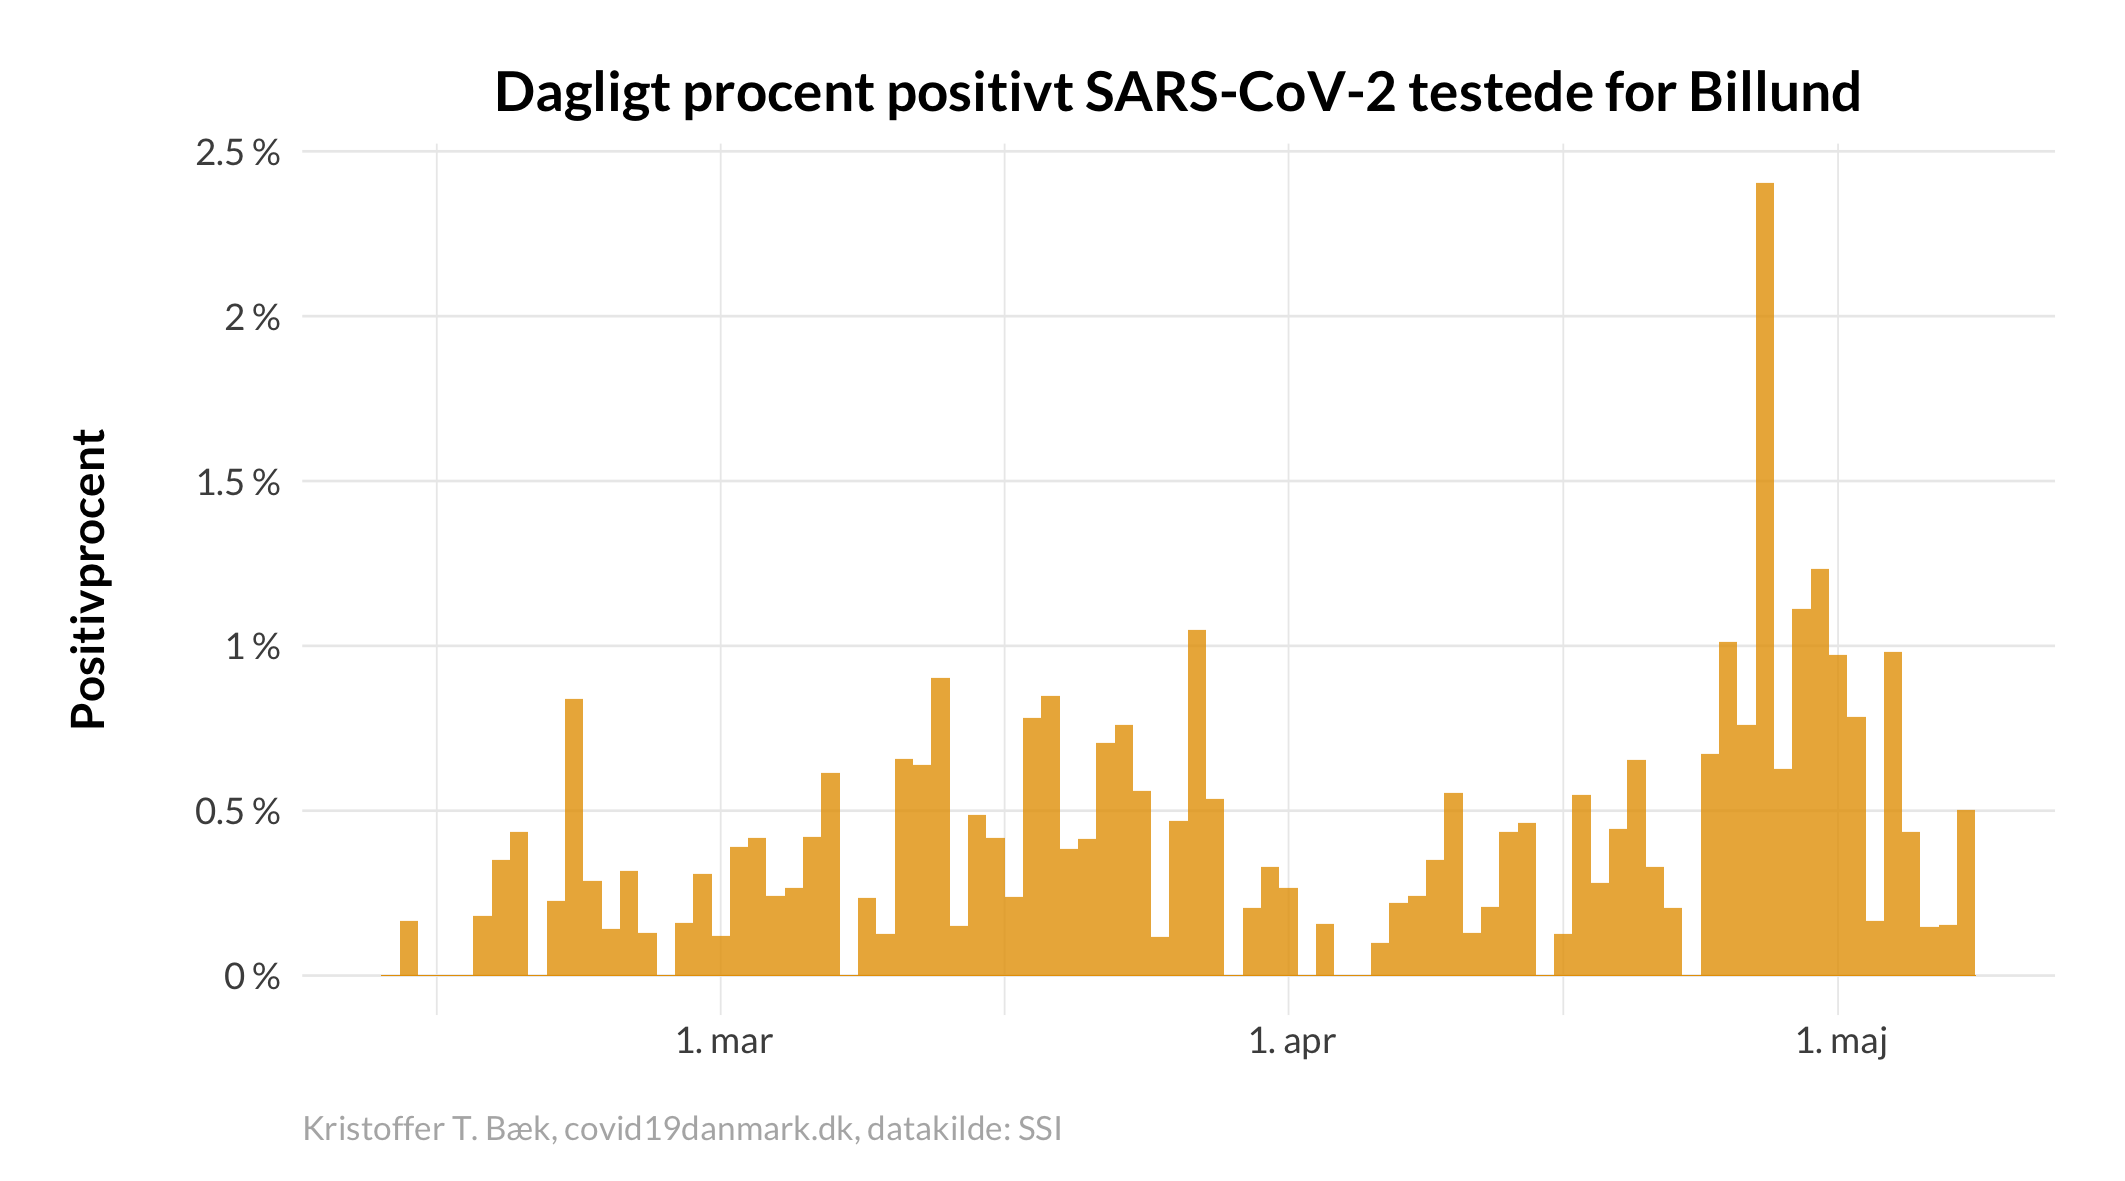 Dagligt procent positivt SARS-CoV-2 testede for Billund
2.5 %
2 %
1.5 %
1 %
0.5 %
0 %
Positivprocent
1. mar
1. apr
1. maj
Kristoffer T. Bæk, covid19danmark.dk, datakilde: SSI